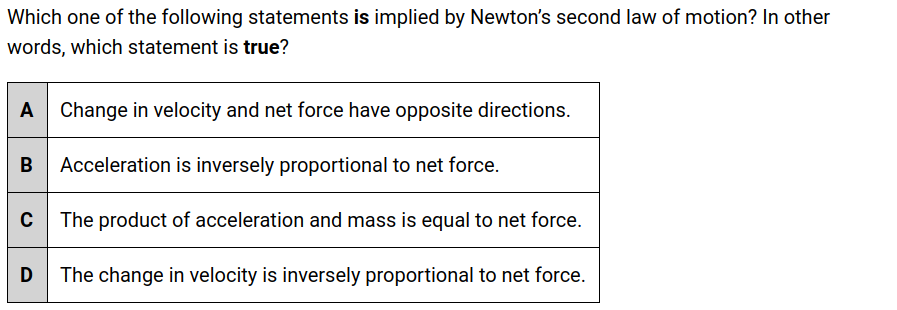 Which one of the following statements is implied by Newton’s second law of motion? In other
words, which statement is true?
A Change in velocity and net force have opposite directions.
B Acceleration is inversely proportional to net force.
C The product of acceleration and mass is equal to net force.
D The change in velocity is inversely proportional to net force.